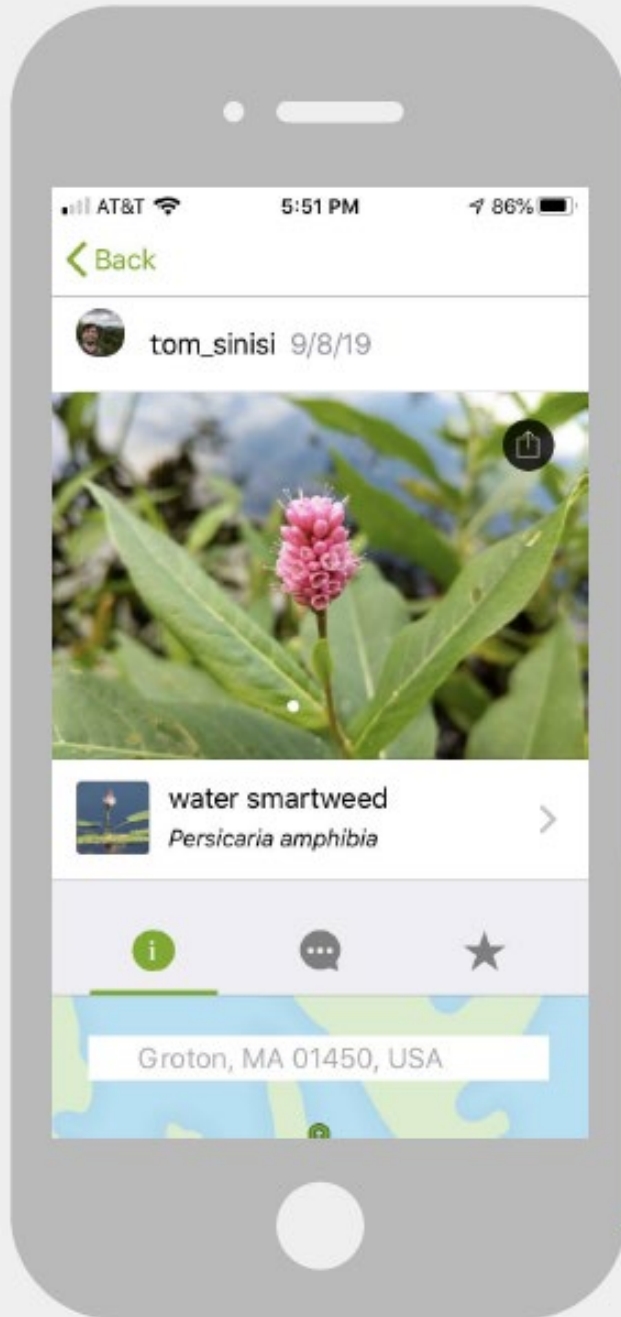 AT&T 5:51 PM 86%
Back
tom_sinisi 9/8/19
water smartweed
Persicaria amphibia
i
Groton, MA 01450, USA